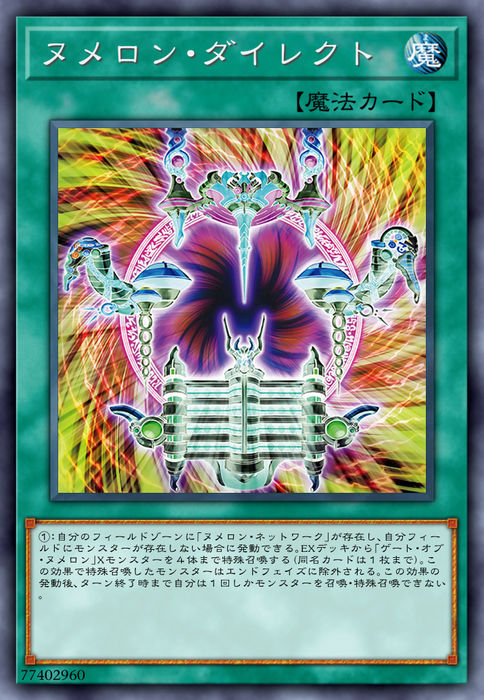 ヌメロン・ダイレクト
魔
【魔法カード】
①：自分のフィールドゾーンに「ヌメロン・ネットワーク」が存在し、自分フィー
ルドにモンスターが存在しない場合に発動できる。EXデッキから「ゲート・オブ
・ヌメロン」Xモンスターを４体まで特殊召喚する（同名カードは１枚まで）。こ
の効果で特殊召喚したモンスターはエンドフェイズに除外される。この効果の
発動後、ターン終了時まで自分は１回しかモンスターを召喚・特殊召喚できない
。
77402960